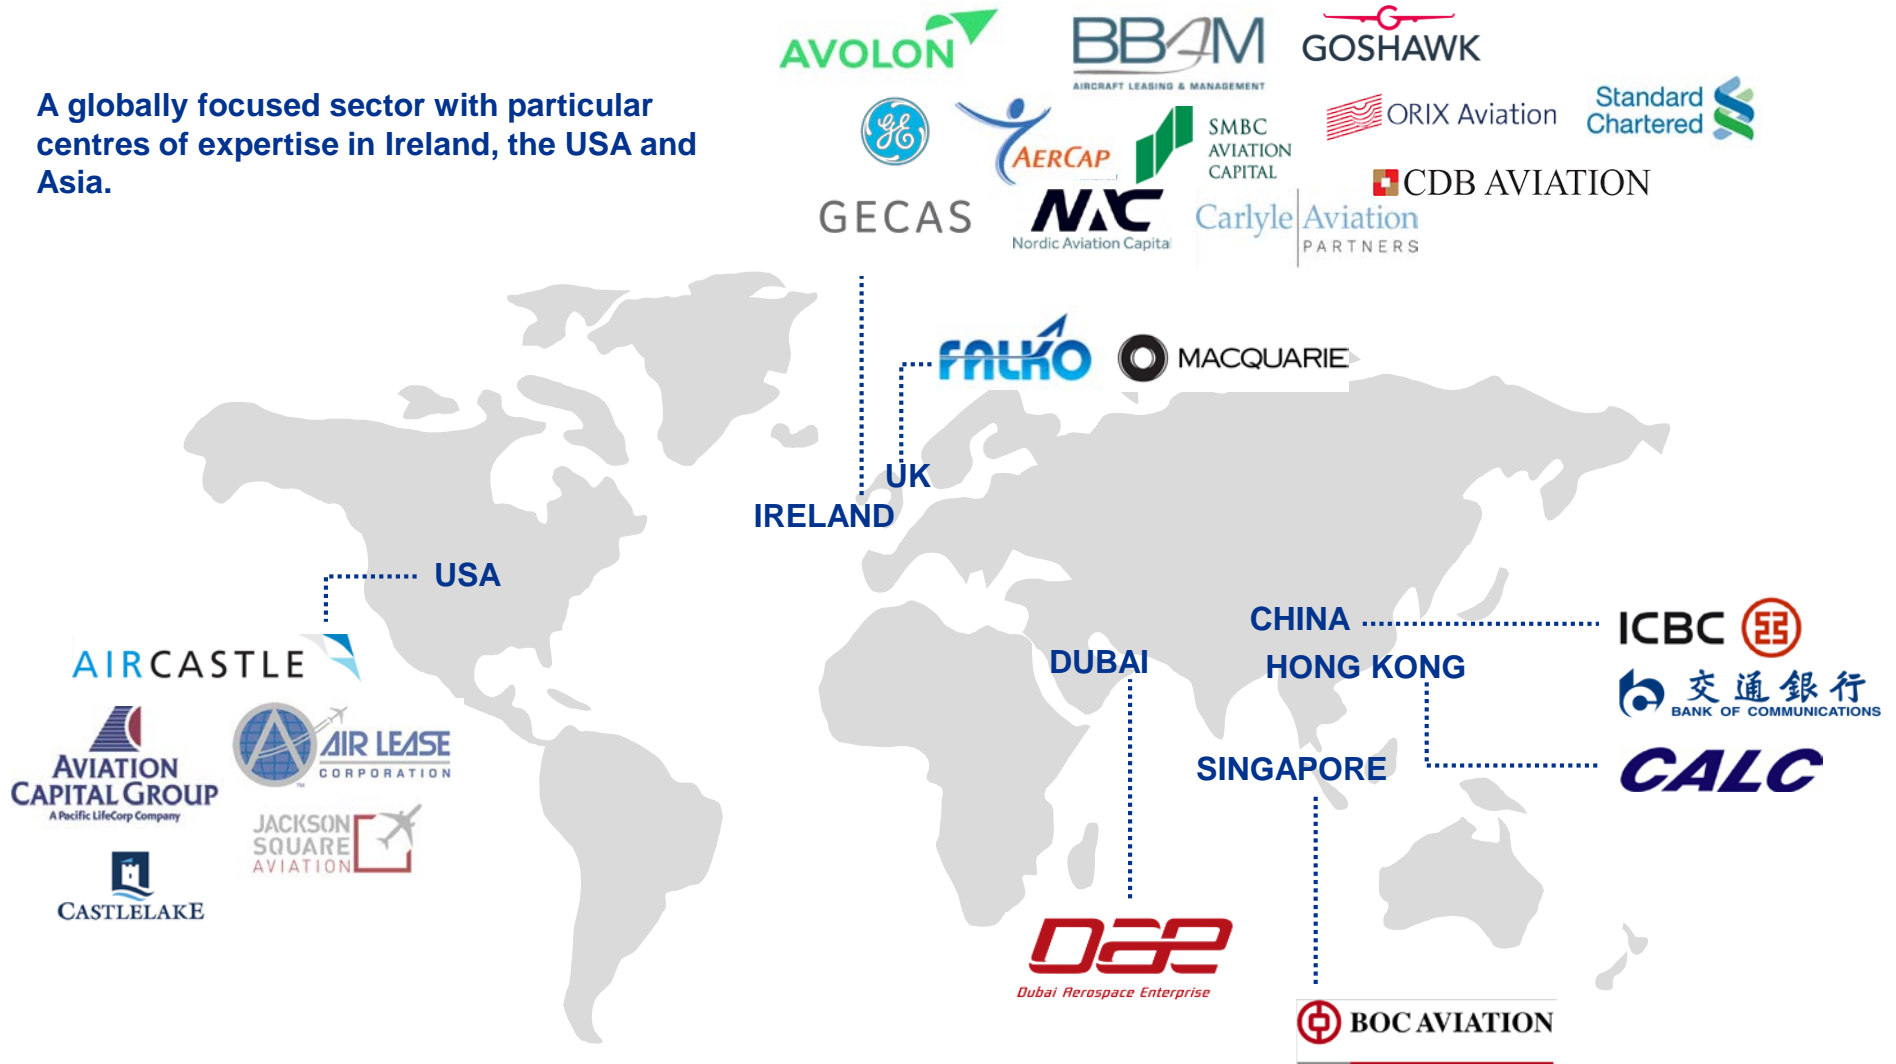 A globally focused sector with particular
centres of expertise in Ireland, the USA and
Asia.
AVOLON
BBAM
AIRCRAFT LEASING & MANAGEMENT
GOSHAWK
GE
GECAS
AERCAP
SMBC
AVIATION
CAPITAL
ORIX Aviation
Standard
Chartered
CDB AVIATION
NAC
Nordic Aviation Capital
Carlyle Aviation
PARTNERS
FALKO
MACQUARIE
UK
IRELAND
USA
AIRCASTLE
AVIATION
CAPITAL GROUP
A Pacific LifeCorp Company
AIR LEASE
CORPORATION
TM
JACKSON
SQUARE
AVIATION
CASTLELAKE
CHINA
HONG KONG
DUBAI
SINGAPORE
ICBC
交通銀行
BANK OF COMMUNICATIONS
CALC
DAE
Dubai Aerospace Enterprise
BOC AVIATION